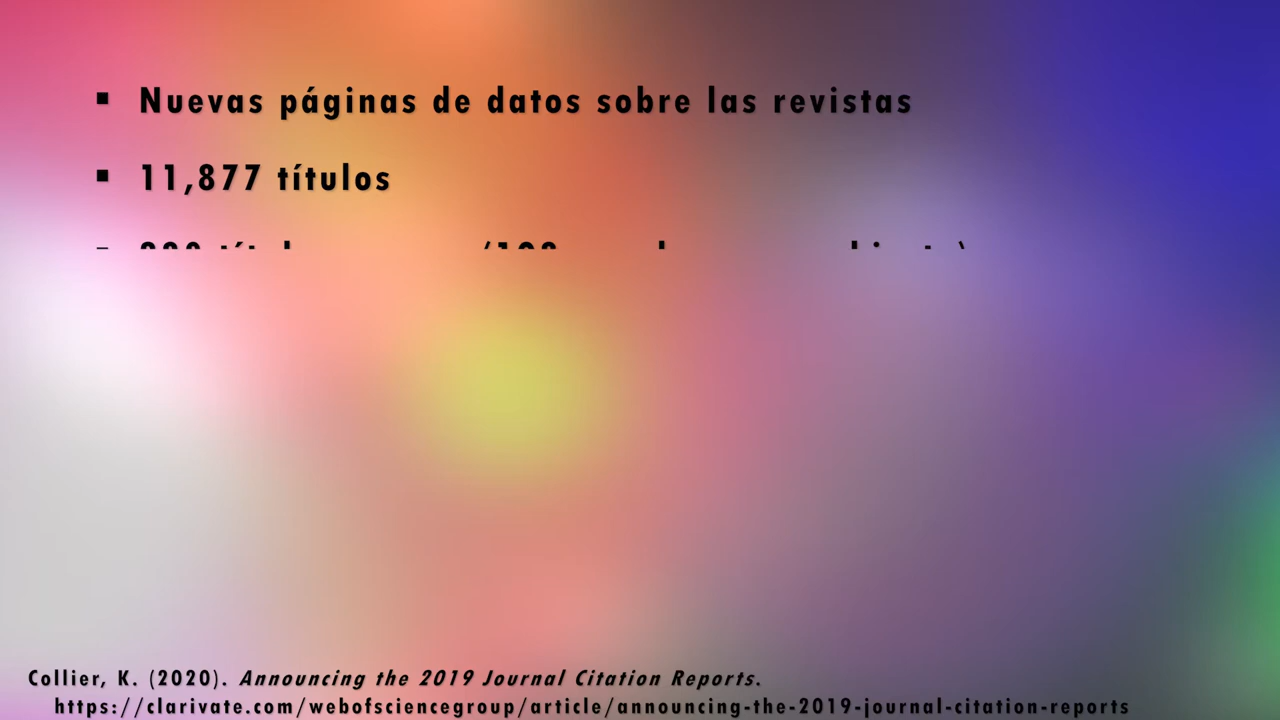 ▪ Nuevas páginas de datos sobre las revistas
▪ 11,877 títulos
Collier, K. (2020). Announcing the 2019 Journal Citation Reports.
https://clarivate.com/webofsciencegroup/article/announcing-the-2019-journal-citation-reports